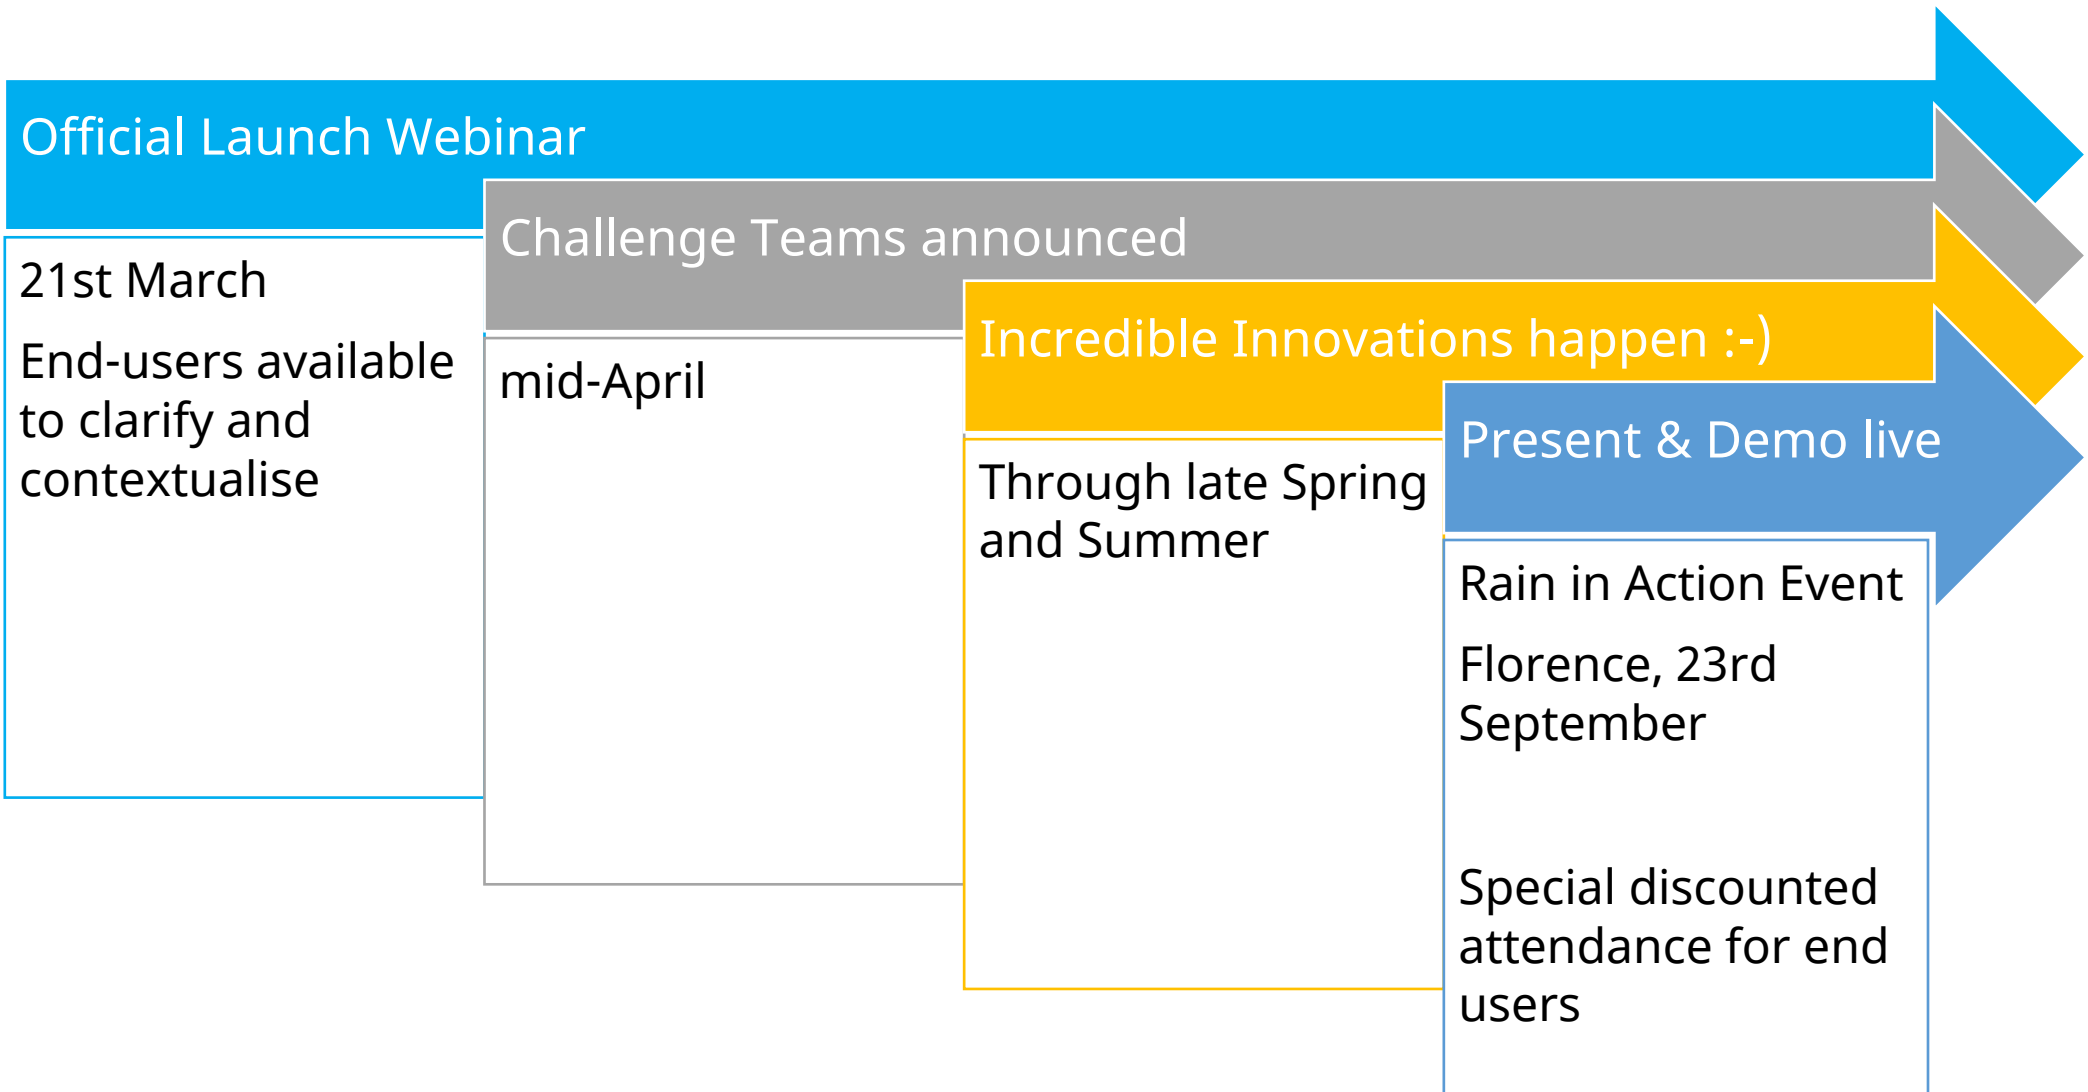 Official Launch Webinar
21st March
End-users available
to clarify and
contextualise
Challenge Teams announced
mid-April
Incredible Innovations happen :-)
Through late Spring
and Summer
Present & Demo live
Rain in Action Event
Florence, 23rd
September
Special discounted
attendance for end
users